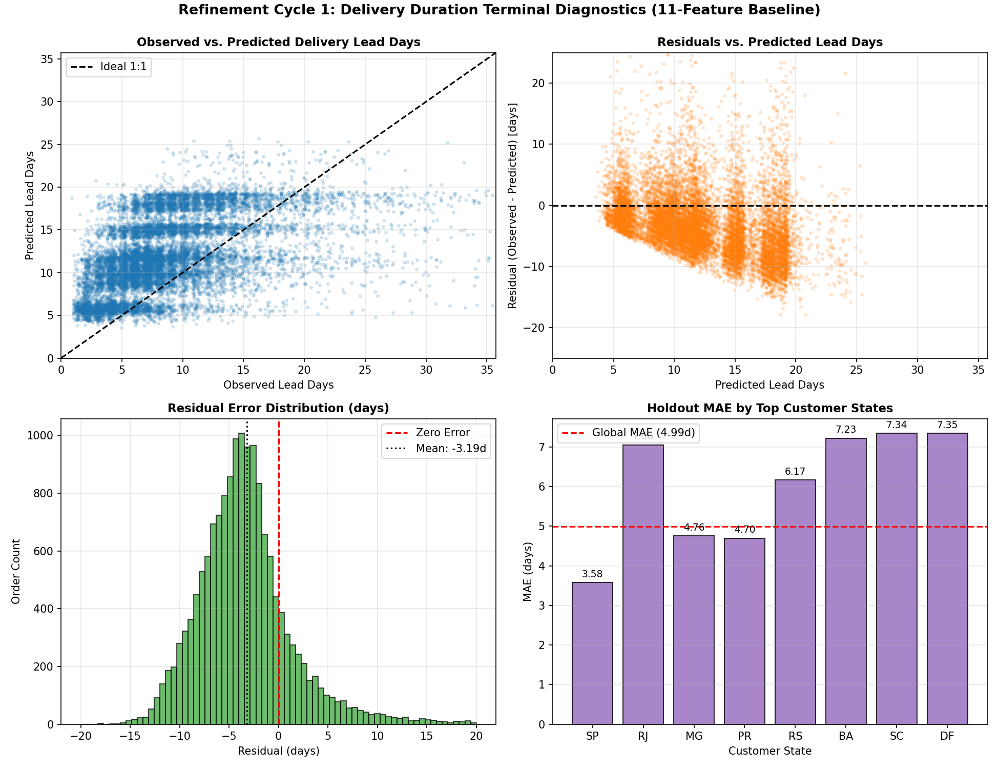 Refinement Cycle 1: Delivery Duration Terminal Diagnostics (11-Feature Baseline)
Observed vs. Predicted Delivery Lead Days
Ideal 1:1
Predicted Lead Days
35
30
25
20
15
10
5
0
0 5 10 15 20 25 30 35
Observed Lead Days
Residuals vs. Predicted Lead Days
Residual (Observed - Predicted) [days]
20
10
0
−10
−20
0 5 10 15 20 25 30 35
Predicted Lead Days
Residual Error Distribution (days)
Zero Error
Mean: -3.19d
Order Count
1000
800
600
400
200
0
−20 −15 −10 −5 0 5 10 15 20
Residual (days)
Holdout MAE by Top Customer States
Global MAE (4.99d)
MAE (days)
7
6
5
4
3
2
1
0
3.58
4.76
4.70
6.17
7.23
7.34
7.35
SP RJ MG PR RS BA SC DF
Customer State